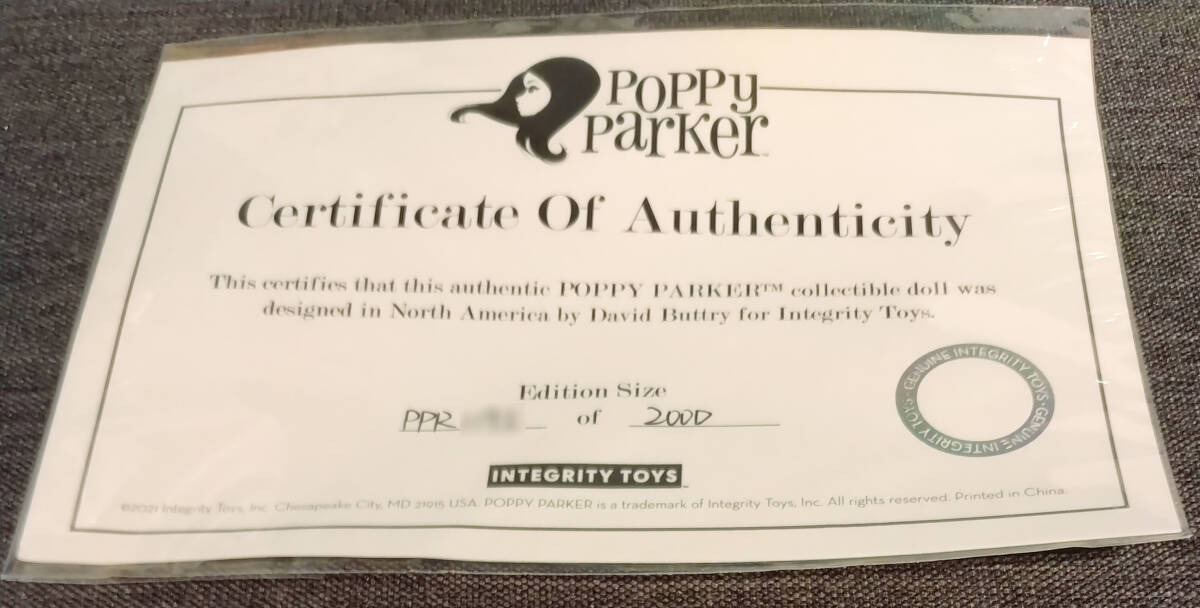 POPPY
PARKER™
Certificate Of Authenticity
This certifies that this authentic POPPY PARKER™ collectible doll was
designed in North America by David Buttry for Integrity Toys.
GENUINE INTEGRITY TOYS · GENUINE INTEGRITY TOYS ·
Edition Size
PPR of 2000
INTEGRITY TOYS™
©2021 Integrity Toys, Inc. Chesapeake City, MD 21915 USA. POPPY PARKER is a trademark of Integrity Toys, Inc. All rights reserved. Printed in China.